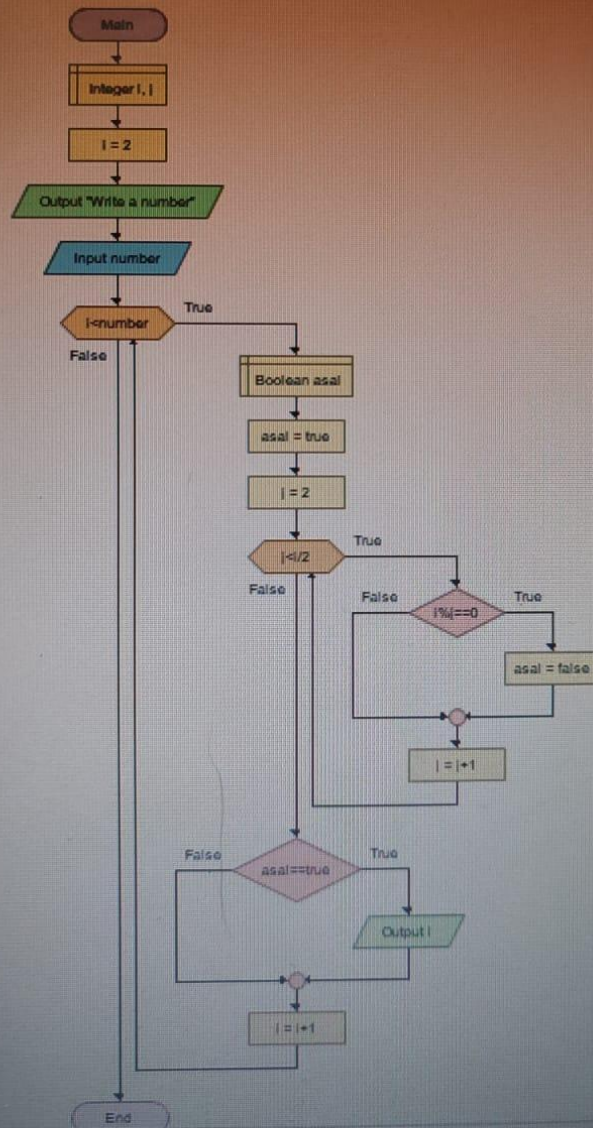 Main
Integer i, j
i = 2
Output "Write a number"
Input number
i<number
True
False
Boolean asal
asal = true
j = 2
j<i/2
True
False
i%j==0
False
True
asal = false
j = j+1
asal==true
False
True
Output i
i = i+1
End